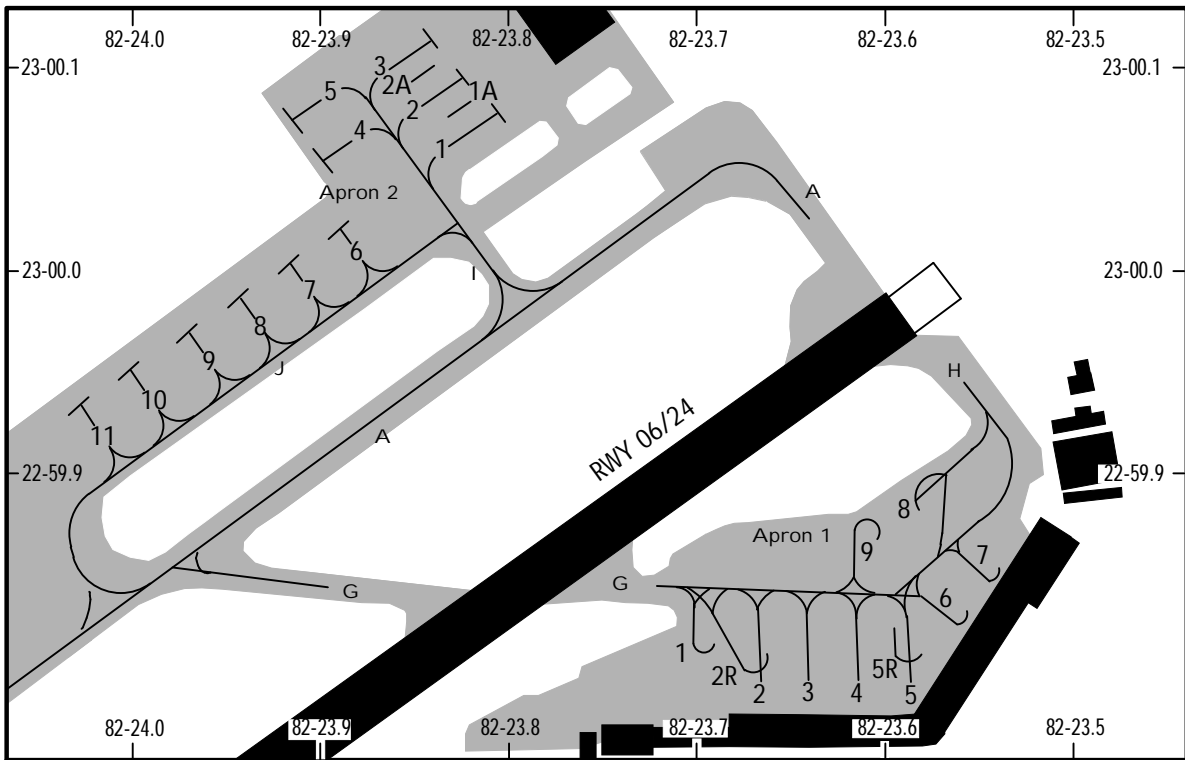 82-24.0 82-23.9 82-23.8 82-23.7 82-23.6 82-23.5
23-00.1 23-00.1
3
2A
5
1A
2
4
1
Apron 2
A
6
23-00.0 I 23-00.0
7
8
9
J
H
10
11
RWY 06/24
A
22-59.9 22-59.9
8
Apron 1
9
7
G G
6
1
2R
5R
2 3 4 5
82-24.0 82-23.9 82-23.8 82-23.7 82-23.6 82-23.5